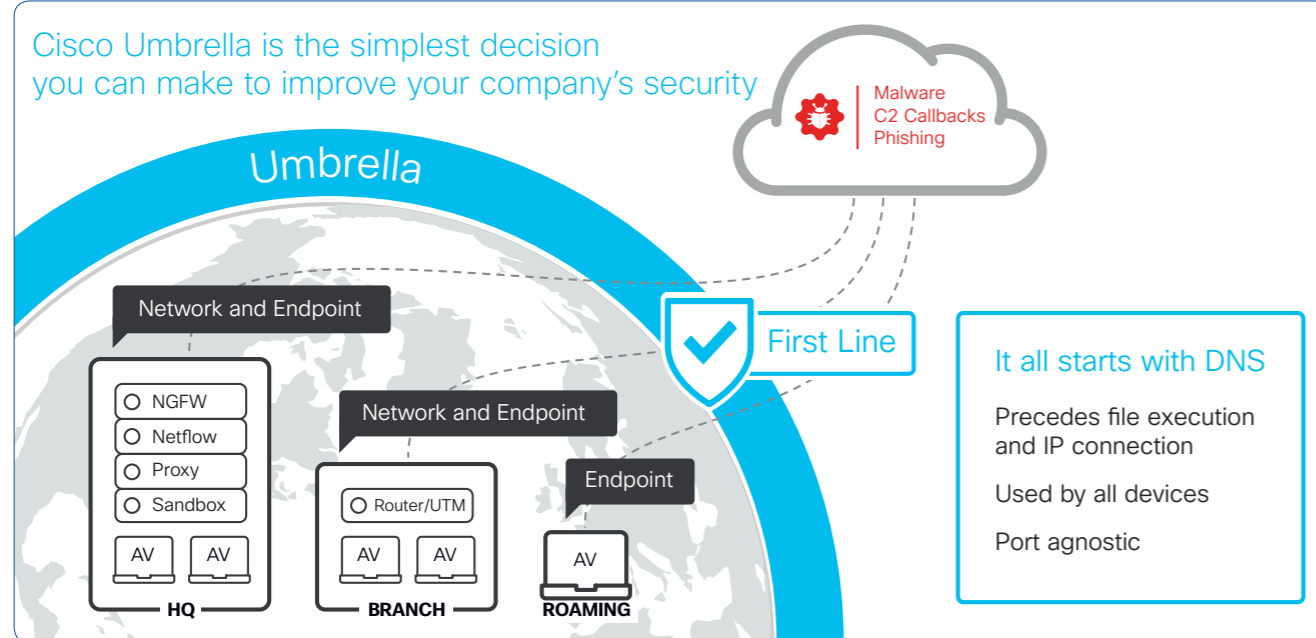 Cisco Umbrella is the simplest decision
you can make to improve your company's security
Malware
C2 Callbacks
Phishing
Umbrella
Network and Endpoint
NGFW
Netflow
Proxy
Sandbox
AV AV
HQ
Network and Endpoint
Router/UTM
AV AV
BRANCH
Endpoint
AV
ROAMING
First Line
It all starts with DNS
Precedes file execution
and IP connection
Used by all devices
Port agnostic